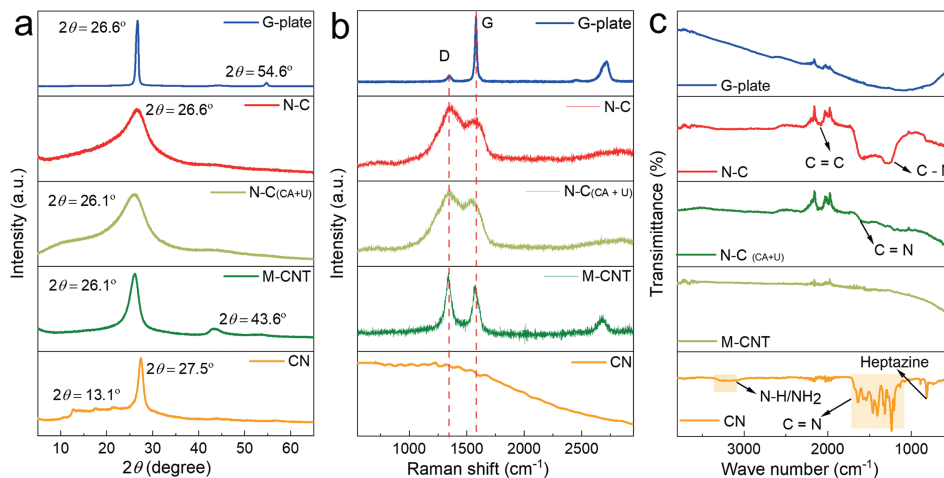 a
Intensity (a.u.)
G-plate
2θ = 26.6°
2θ = 54.6°
N-C
2θ = 26.6°
N-C(CA+U)
2θ = 26.1°
M-CNT
2θ = 26.1°
2θ = 43.6°
CN
2θ = 27.5°
2θ = 13.1°
10 20 30 40 50 60
2θ (degree)
b
Intensity (a.u.)
G-plate
D
G
N-C
N-C(CA + U)
M-CNT
CN
1000 1500 2000 2500
Raman shift (cm⁻¹)
c
Transimittance (%)
G-plate
C = C
N-C
C - N
C = N
N-C (CA+U)
M-CNT
Heptazine
N-H/NH2
C = N
CN
3000 2000 1000
Wave number (cm⁻¹)